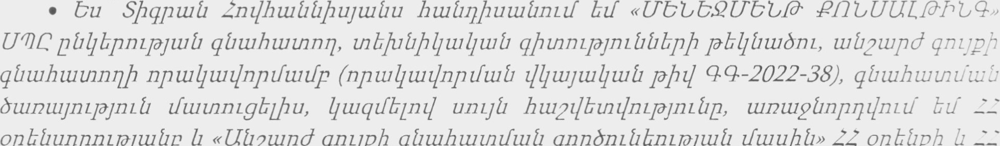 • Ես Տիգրան Հովհաննիսյանս հանդիսանում եմ «ՄԵՆԵՋՄԵՆԹ ՔՈՆՍԱԼԹԻՆԳ»
ՍՊԸ ընկերության գնահատող, տեխնիկական գիտությունների թեկնածու, անշարժ գույքի
գնահատողի որակավորմամբ (որակավորման վկայական թիվ ԳԳ-2022-38), գնահատման
ծառայություն մատուցելիս, կազմելով սույն հաշվետվությունը, առաջնորդվում եմ ՀՀ
օրենսդրությանը և «Անշարժ գույքի գնահատման գործունեության մասին» ՀՀ օրենքի և ՀՀ